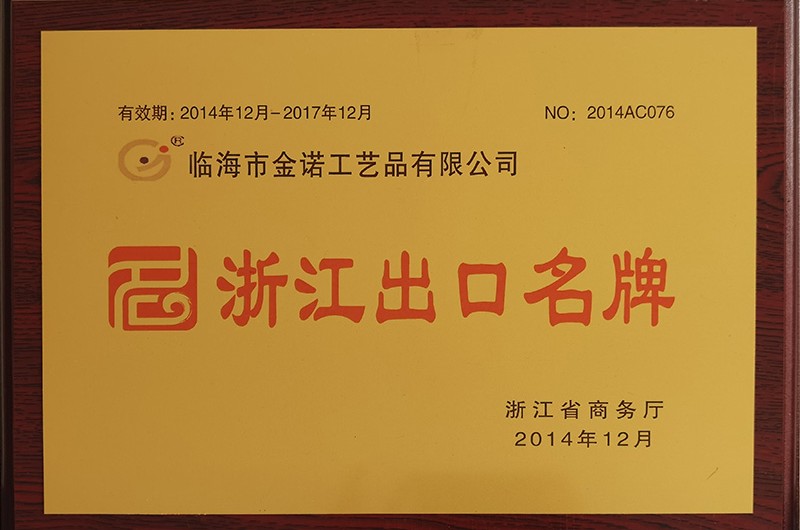 有效期：2014年12月－2017年12月 NO：2014AC076
® 临海市金诺工艺品有限公司
浙江出口名牌
浙江省商务厅
2014年12月